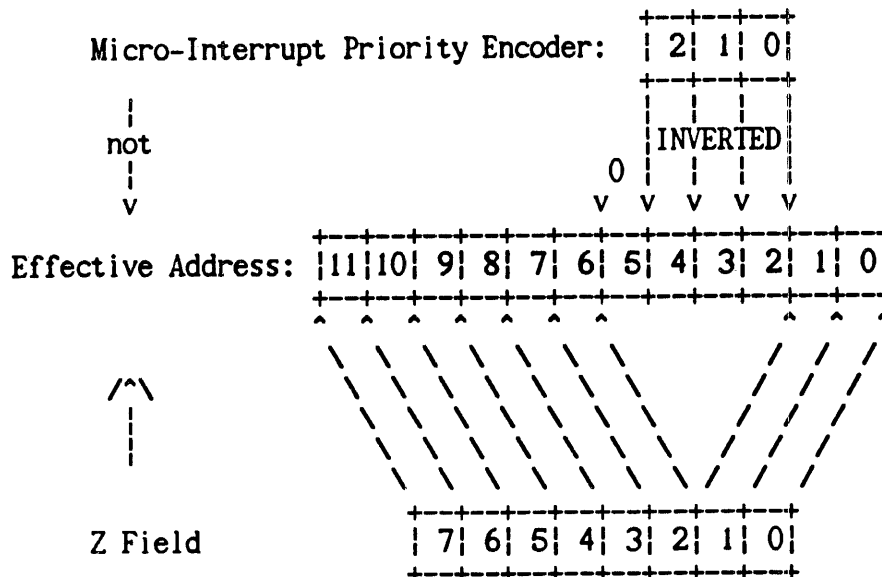 +---+--+--+
Micro-Interrupt Priority Encoder: | 2| 1| 0|
+---+--+--+
not
INVERTED
0
v v v v v v
+--+--+--+--+--+--+--+--+--+--+--+--+
Effective Address: |11|10| 9| 8| 7| 6| 5| 4| 3| 2| 1| 0
+--+--+--+--+--+--+--+--+--+--+--+--+
^ ^ ^ ^ ^ ^ ^ ^ ^ ^
/^\
+--+--+--+--+--+--+--+--+
Z Field | 7| 6| 5| 4| 3| 2| 1| 0|
+--+--+--+--+--+--+--+--+